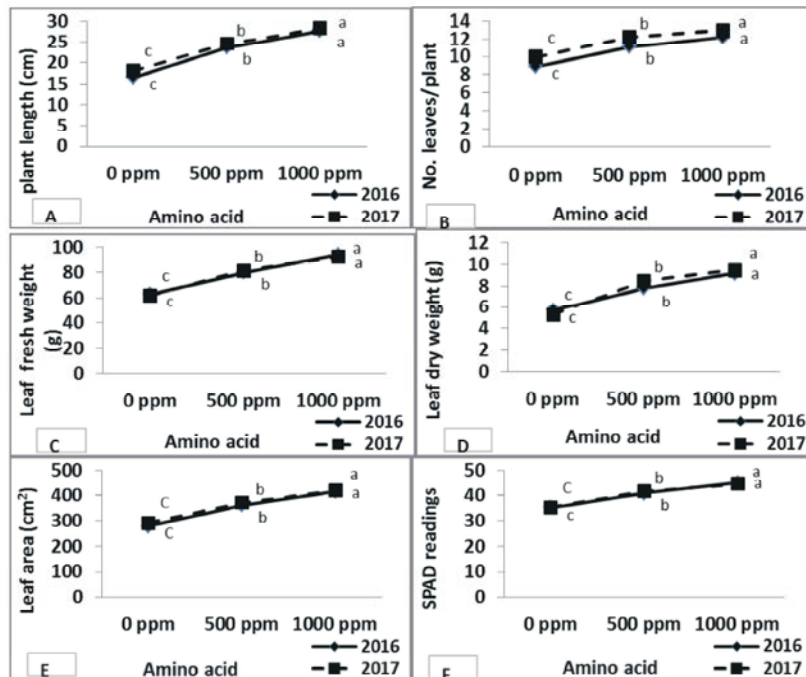 plant length (cm)
30
25
20
15
10
5
0
c
c
b
b
a
a
0 ppm 500 ppm 1000 ppm
2016
2017
Amino acid
A
No. leaves/plant
14
12
10
8
6
4
2
0
c
c
b
b
a
a
0 ppm 500 ppm 1000 ppm
2016
2017
Amino acid
B
Leaf fresh weight
(g)
100
80
60
40
20
0
c
c
b
b
a
a
0 ppm 500 ppm 1000 ppm
2016
2017
Amino acid
C
Leaf dry weight (g)
12
10
8
6
4
2
0
c
c
b
b
a
a
0 ppm 500 ppm 1000 ppm
2016
2017
Amino acid
D
Leaf area (cm²)
500
400
300
200
100
0
C
C
b
b
a
a
0 ppm 500 ppm 1000 ppm
2016
2017
Amino acid
E
SPAD readings
50
40
30
20
10
0
C
c
b
b
a
a
0 ppm 500 ppm 1000 ppm
2016
2017
Amino acid
F